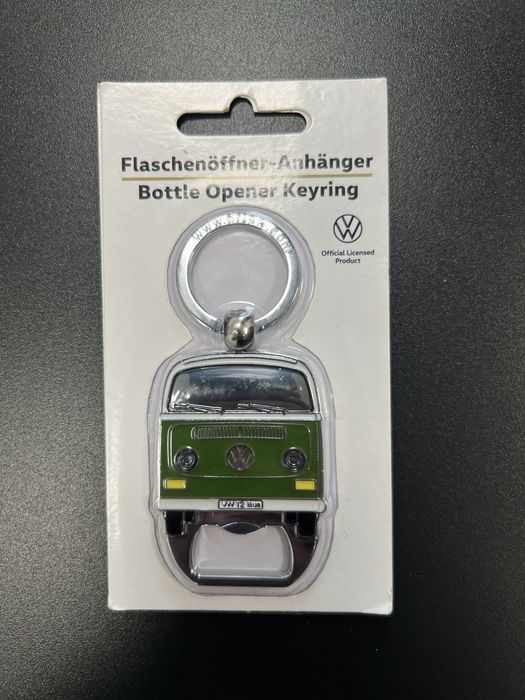 Flaschenöffner-Anhänger
Bottle Opener Keyring
Official Licensed
Product
VW T2 Bus